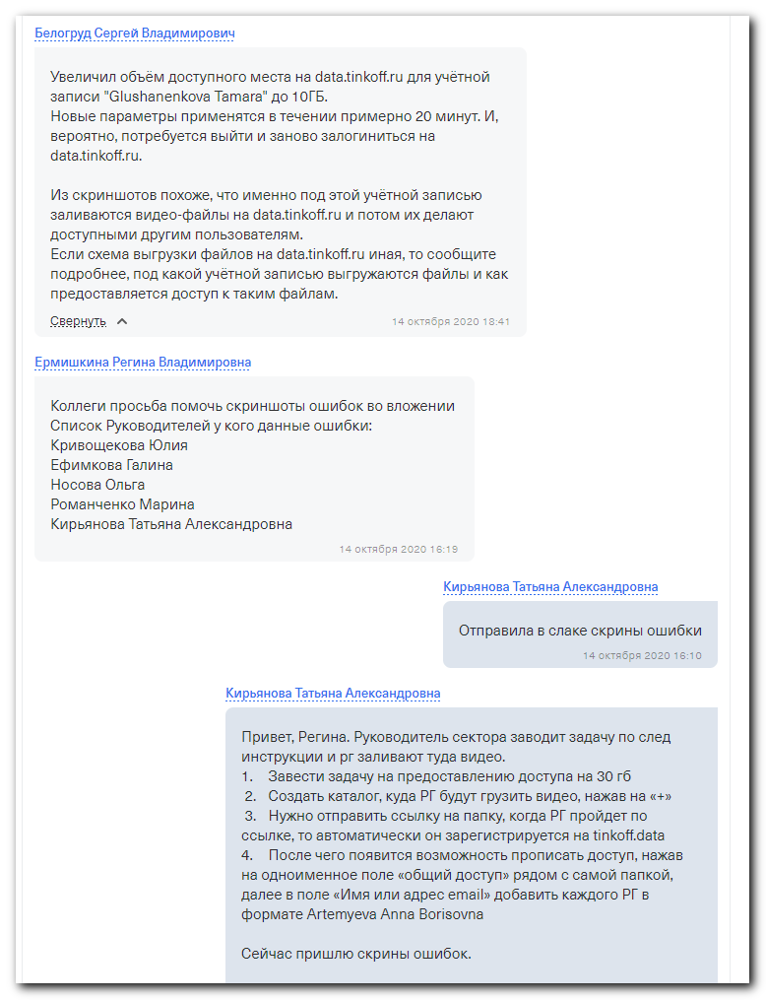 Белогруд Сергей Владимирович
Увеличил объём доступного места на data.tinkoff.ru для учётной
записи "Glushanenkova Tamara" до 10ГБ.
Новые параметры применятся в течении примерно 20 минут. И,
вероятно, потребуется выйти и заново залогиниться на
data.tinkoff.ru.
Из скриншотов похоже, что именно под этой учётной записью
заливаются видео-файлы на data.tinkoff.ru и потом их делают
доступными другим пользователям.
Если схема выгрузки файлов на data.tinkoff.ru иная, то сообщите
подробнее, под какой учётной записью выгружаются файлы и как
предоставляется доступ к таким файлам.
Свернуть
14 октября 2020 18:41
Ермишкина Регина Владимировна
Коллеги просьба помочь скриншоты ошибок во вложении
Список Руководителей у кого данные ошибки:
Кривощекова Юлия
Ефимкова Галина
Носова Ольга
Романченко Марина
Кирьянова Татьяна Александровна
14 октября 2020 16:19
Кирьянова Татьяна Александровна
Отправила в слаке скрины ошибки
14 октября 2020 16:10
Кирьянова Татьяна Александровна
Привет, Регина. Руководитель сектора заводит задачу по след
инструкции и рг заливают туда видео.
1. Завести задачу на предоставлению доступа на 30 гб
2. Создать каталог, куда РГ будут грузить видео, нажав на «+»
3. Нужно отправить ссылку на папку, когда РГ пройдет по
ссылке, то автоматически он зарегистрируется на tinkoff.data
4. После чего появится возможность прописать доступ, нажав
на одноименное поле «общий доступ» рядом с самой папкой,
далее в поле «Имя или адрес email» добавить каждого РГ в
формате Artemyeva Anna Borisovna
Сейчас пришлю скрины ошибок.